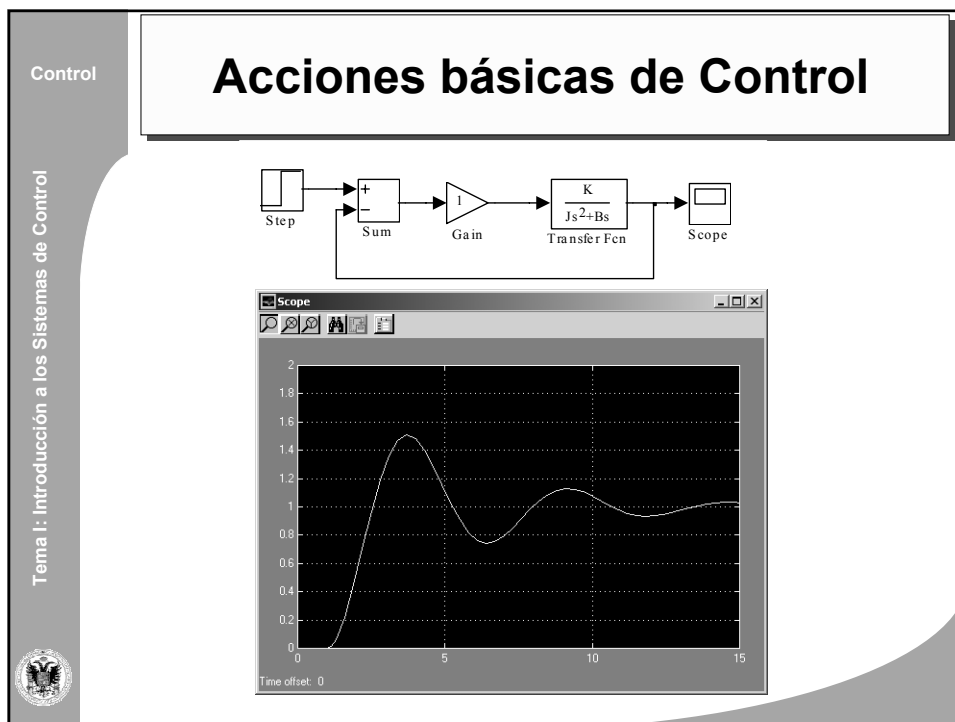 Control
Acciones básicas de Control
Tema I: Introducción a los Sistemas de Control
Step
+
−
Sum
1
Gain
K
Js²+Bs
Transfer Fcn
Scope
Scope
2
1.8
1.6
1.4
1.2
1
0.8
0.6
0.4
0.2
0
0 5 10 15
Time offset: 0